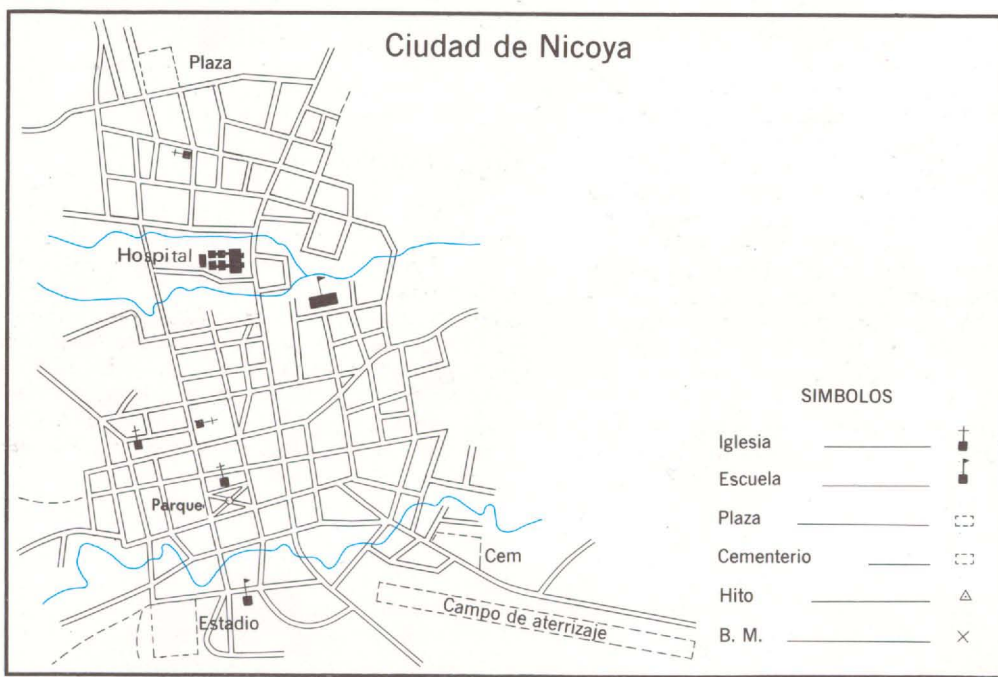 Ciudad de Nicoya
Plaza
Hospital
Parque
Cem
Campo de aterrizaje
Estadio
SIMBOLOS
Iglesia
Escuela
Plaza
Cementerio
Hito
B. M.